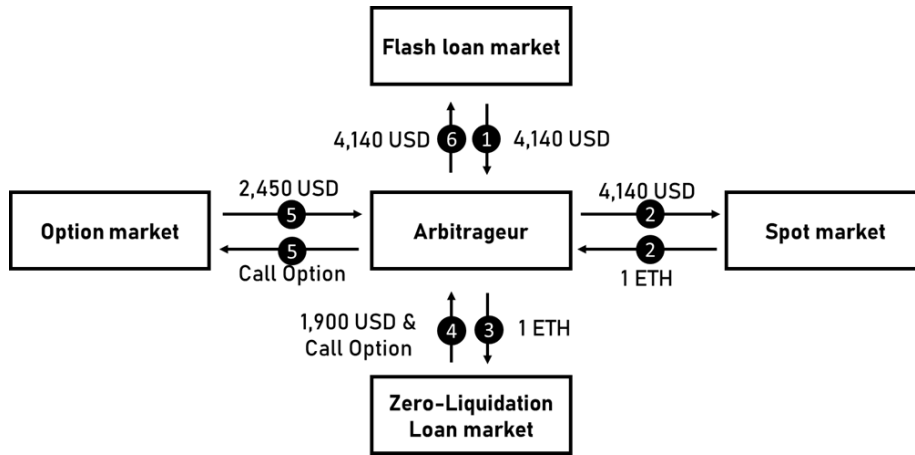 Flash loan market
4,140 USD
6
1
4,140 USD
2,450 USD
5
4,140 USD
2
Option market
Arbitrageur
Spot market
5
Call Option
2
1 ETH
1,900 USD &
Call Option
4
3
1 ETH
Zero-Liquidation
Loan market